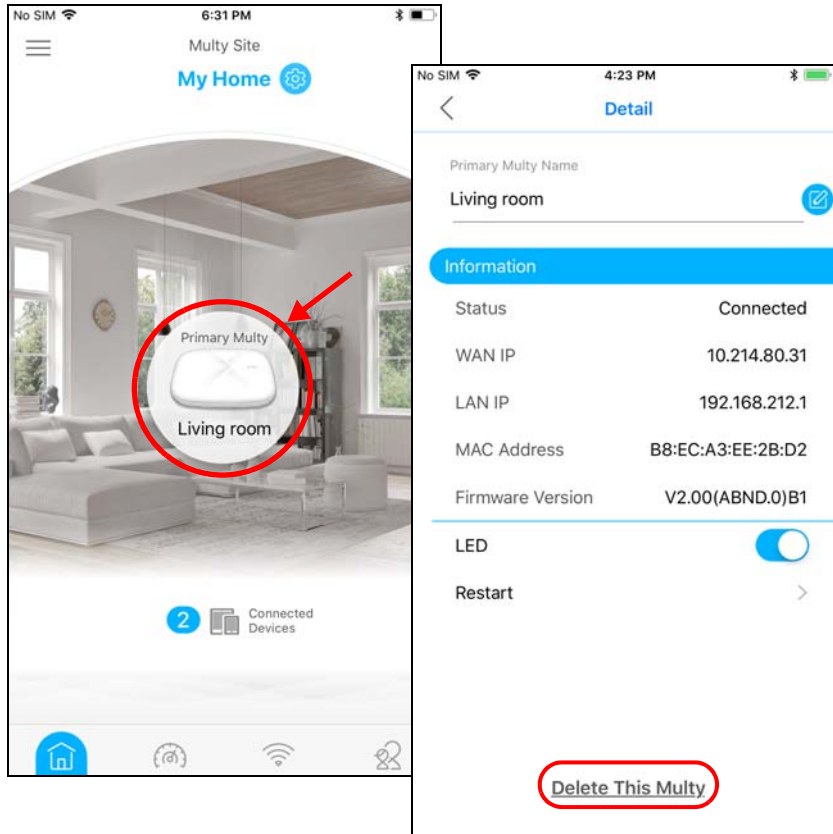 No SIM 6:31 PM
Multy Site
My Home
Primary Multy
Living room
2 Connected
Devices
No SIM 4:23 PM
Detail
Primary Multy Name
Living room
Information
Status Connected
WAN IP 10.214.80.31
LAN IP 192.168.212.1
MAC Address B8:EC:A3:EE:2B:D2
Firmware Version V2.00(ABND.0)B1
LED
Restart
Delete This Multy